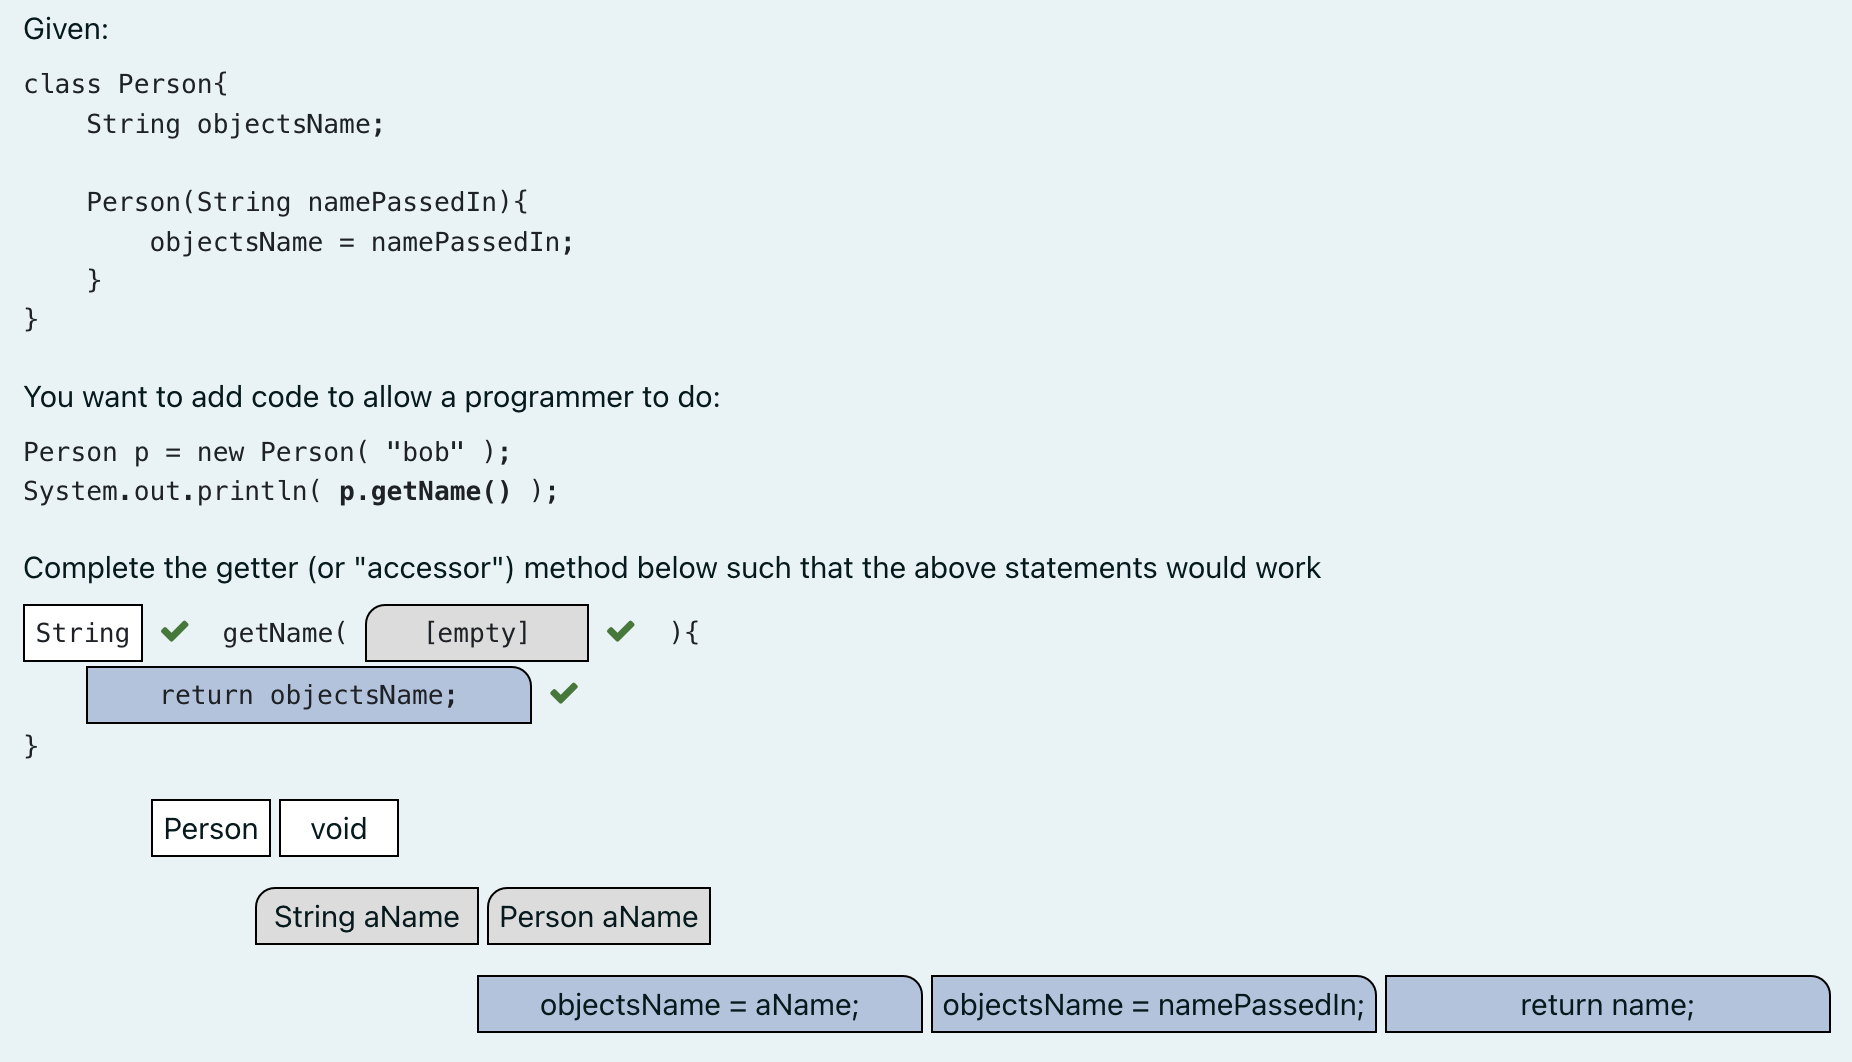 Given:
class Person{
    String objectsName;
    Person(String namePassedIn){
        objectsName = namePassedIn;
    }
}
You want to add code to allow a programmer to do:
Person p = new Person( "bob" );
System.out.println( p.getName() );
Complete the getter (or "accessor") method below such that the above statements would work
String getName( [empty] ){
    return objectsName;
}
Person void
String aName Person aName
objectsName = aName; objectsName = namePassedIn; return name;